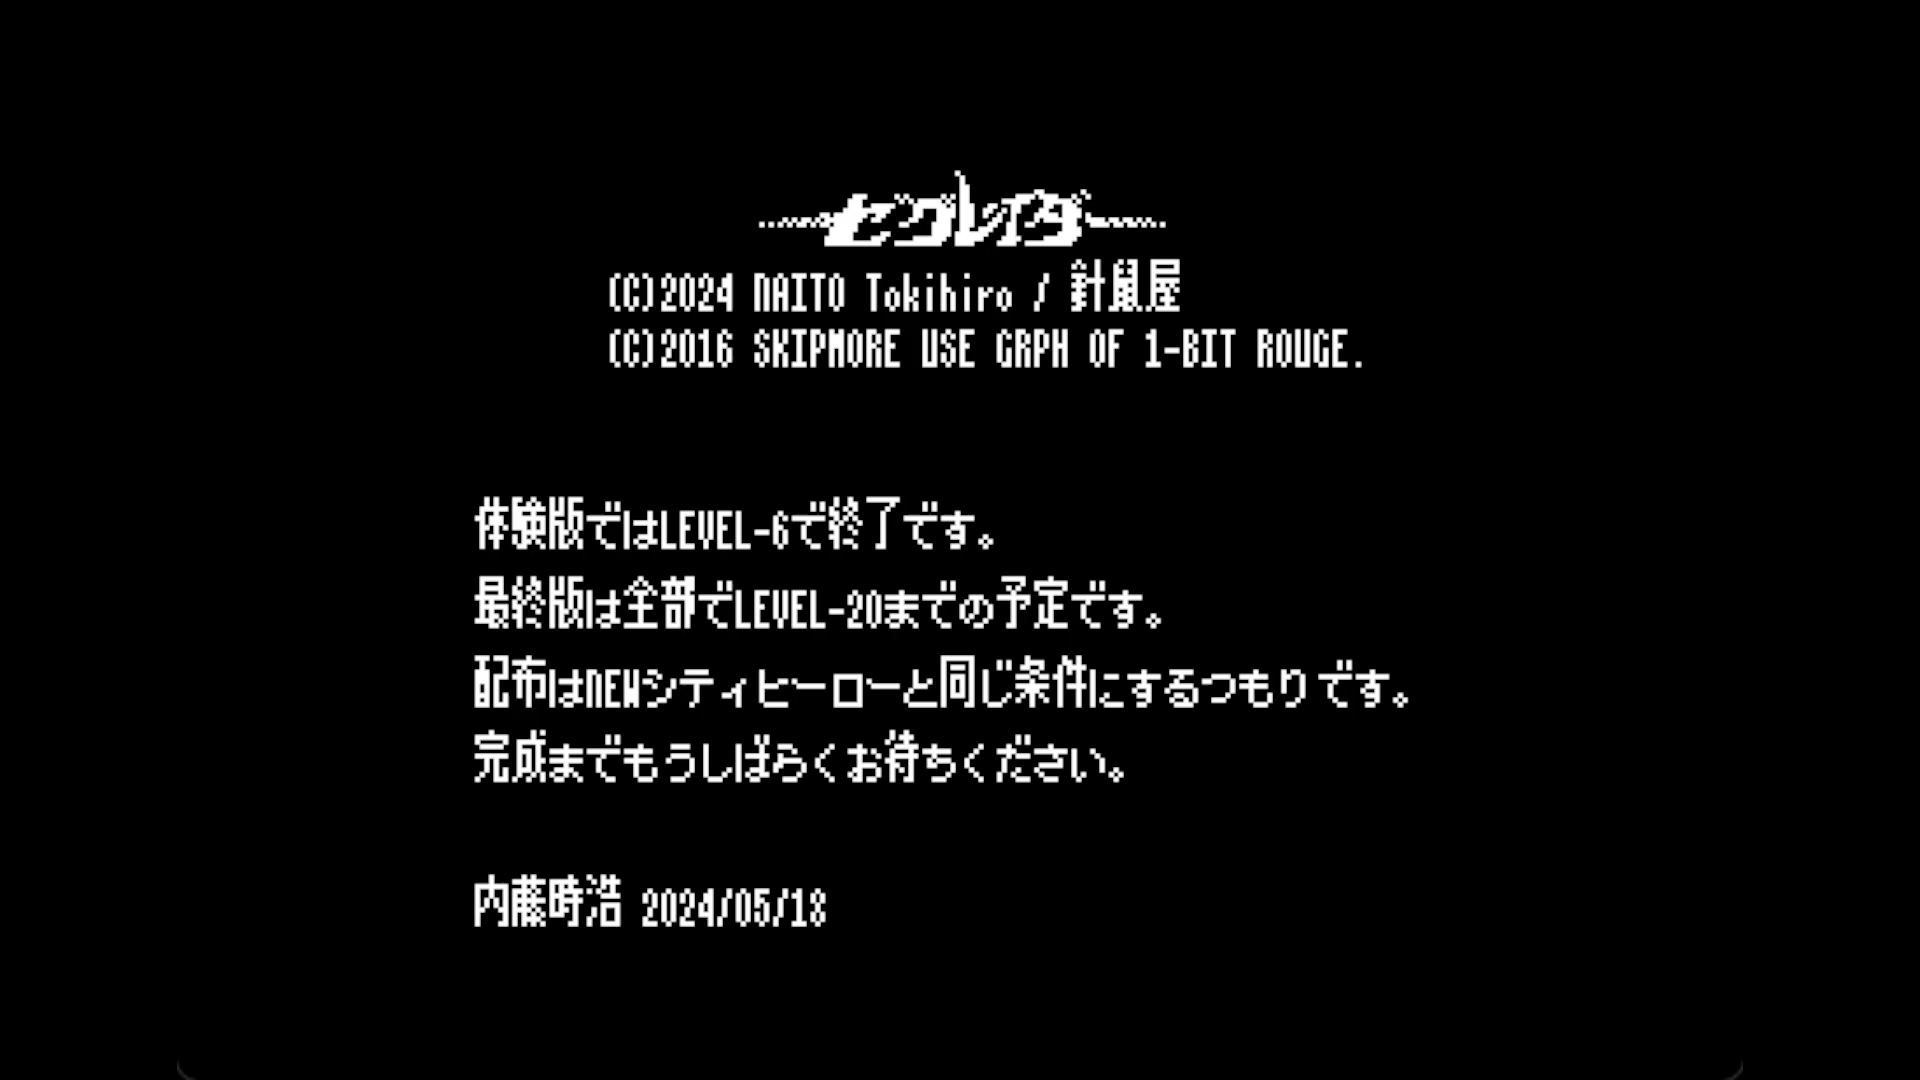 ゼグレイダ
(C)2024 NAITO Tokihiro / 針鼠屋
(C)2016 SKIPMORE USE GRPH OF 1-BIT ROUGE.
体験版ではLEVEL-6で終了です。
最終版は全部でLEVEL-20までの予定です。
配布はNEWシティヒーローと同じ条件にするつもりです。
完成までもうしばらくお待ちください。
内藤時浩 2024/05/18